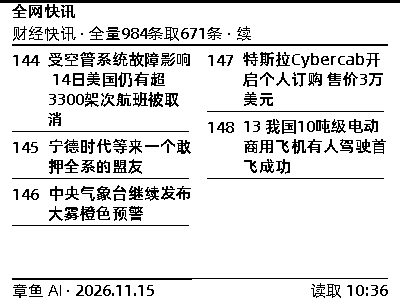 全网快讯
财经快讯 · 全量984条取671条 · 续
144 受空管系统故障影响
14日美国仍有超
3300架次航班被取
消
145 宁德时代等来一个敢
押全系的盟友
146 中央气象台继续发布
大雾橙色预警
147 特斯拉Cybercab开
启个人订购 售价3万
美元
148 13 我国10吨级电动
商用飞机有人驾驶首
飞成功
章鱼 AI · 2026.11.15
读取 10:36